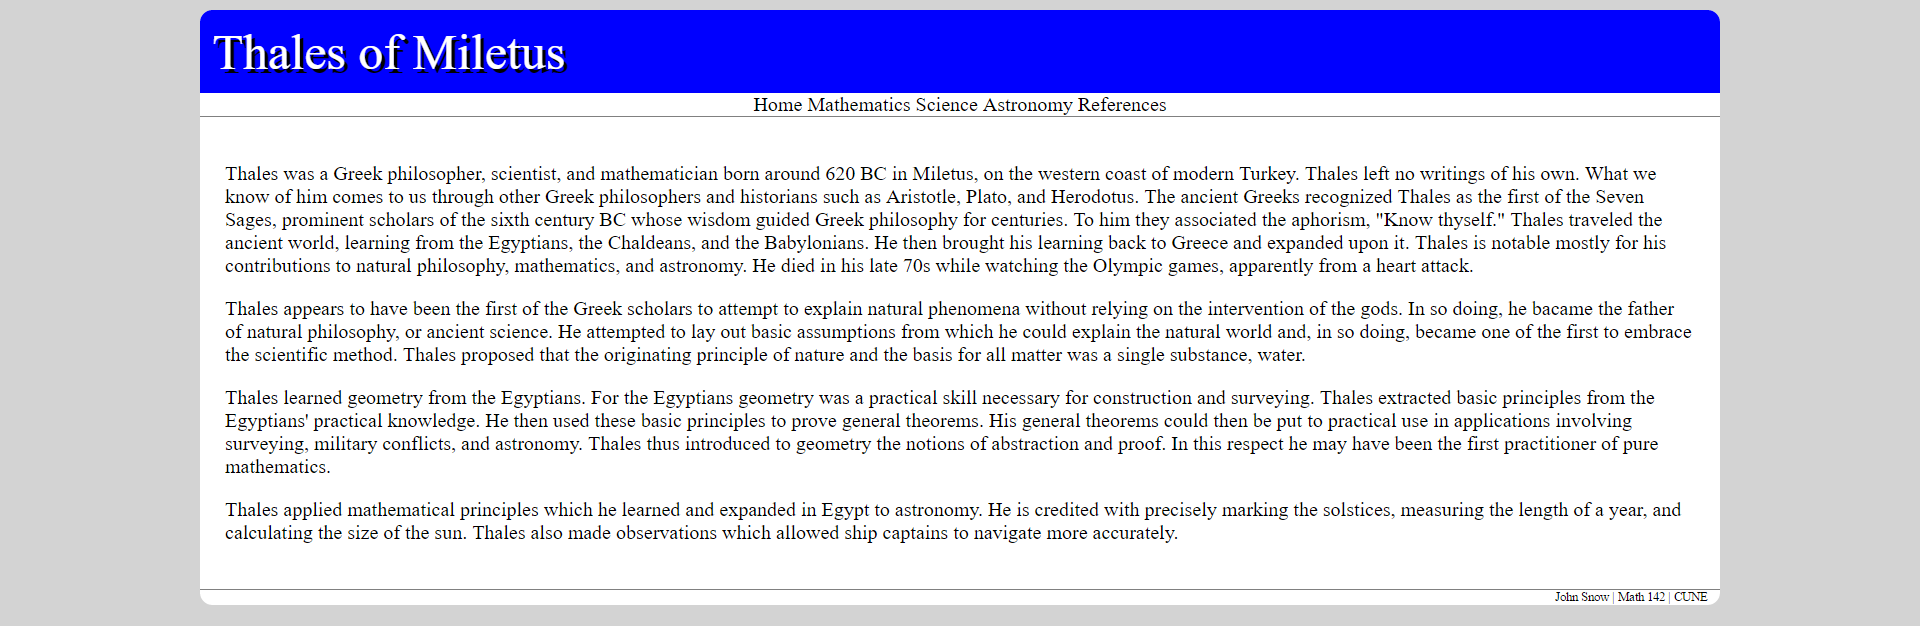 Thales of Miletus
Home Mathematics Science Astronomy References
Thales was a Greek philosopher, scientist, and mathematician born around 620 BC in Miletus, on the western coast of modern Turkey. Thales left no writings of his own. What we
know of him comes to us through other Greek philosophers and historians such as Aristotle, Plato, and Herodotus. The ancient Greeks recognized Thales as the first of the Seven
Sages, prominent scholars of the sixth century BC whose wisdom guided Greek philosophy for centuries. To him they associated the aphorism, "Know thyself." Thales traveled the
ancient world, learning from the Egyptians, the Chaldeans, and the Babylonians. He then brought his learning back to Greece and expanded upon it. Thales is notable mostly for his
contributions to natural philosophy, mathematics, and astronomy. He died in his late 70s while watching the Olympic games, apparently from a heart attack.
Thales appears to have been the first of the Greek scholars to attempt to explain natural phenomena without relying on the intervention of the gods. In so doing, he bacame the father
of natural philosophy, or ancient science. He attempted to lay out basic assumptions from which he could explain the natural world and, in so doing, became one of the first to embrace
the scientific method. Thales proposed that the originating principle of nature and the basis for all matter was a single substance, water.
Thales learned geometry from the Egyptians. For the Egyptians geometry was a practical skill necessary for construction and surveying. Thales extracted basic principles from the
Egyptians' practical knowledge. He then used these basic principles to prove general theorems. His general theorems could then be put to practical use in applications involving
surveying, military conflicts, and astronomy. Thales thus introduced to geometry the notions of abstraction and proof. In this respect he may have been the first practitioner of pure
mathematics.
Thales applied mathematical principles which he learned and expanded in Egypt to astronomy. He is credited with precisely marking the solstices, measuring the length of a year, and
calculating the size of the sun. Thales also made observations which allowed ship captains to navigate more accurately.
John Snow | Math 142 | CUNE